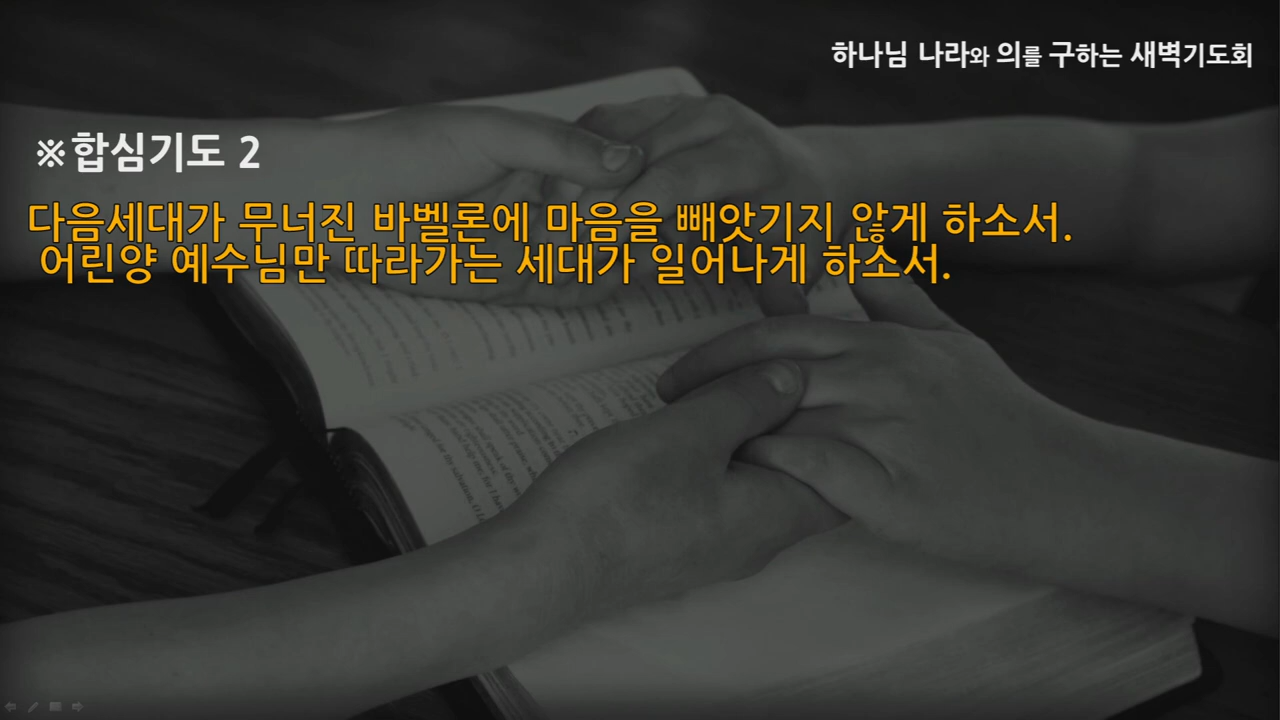 하나님 나라와 의를 구하는 새벽기도회
※합심기도 2
다음세대가 무너진 바벨론에 마음을 빼앗기지 않게 하소서.
어린양 예수님만 따라가는 세대가 일어나게 하소서.